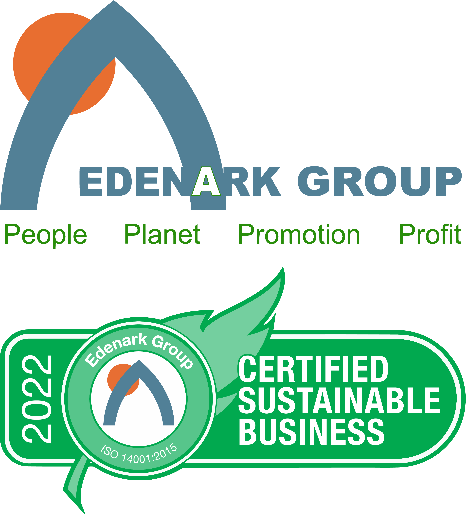 EDENARK GROUP
People Planet Promotion Profit
2022
Edenark Group
ISO 14001:2015
CERTIFIED
SUSTAINABLE
BUSINESS